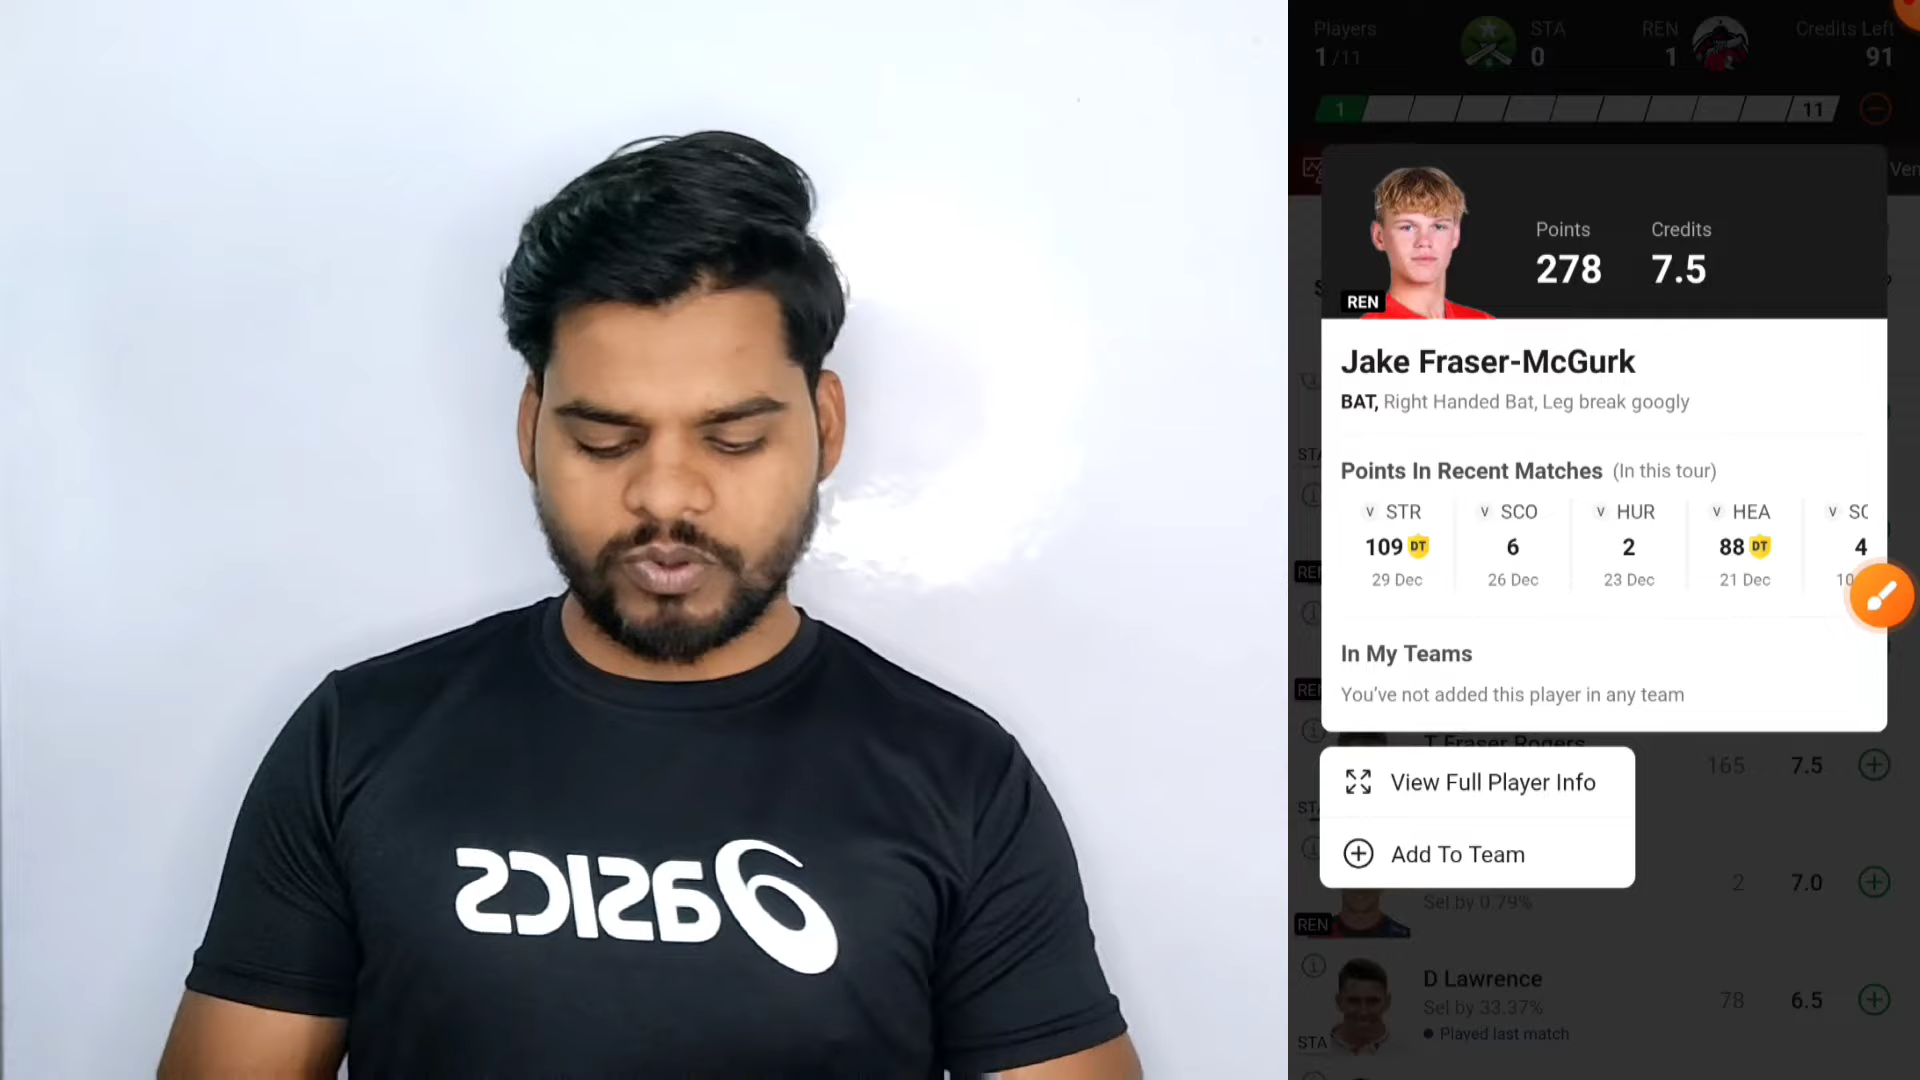 Players
STA
REN
Credits Left
1/11
0
1
91
1
11
Ven
Points
Credits
278
7.5
REN
Jake Fraser-McGurk
BAT, Right Handed Bat, Leg break googly
Points In Recent Matches (In this tour)
V STR
V SCO
V HUR
V HEA
V SC
109 DT
6
2
88 DT
4
29 Dec
26 Dec
23 Dec
21 Dec
10
In My Teams
You've not added this player in any team
T Fraser Rogers
165
7.5
View Full Player Info
Add To Team
2
7.0
Sel by 0.79%
REN
D Lawrence
Sel by 33.37%
78
6.5
Played last match
STA
asics